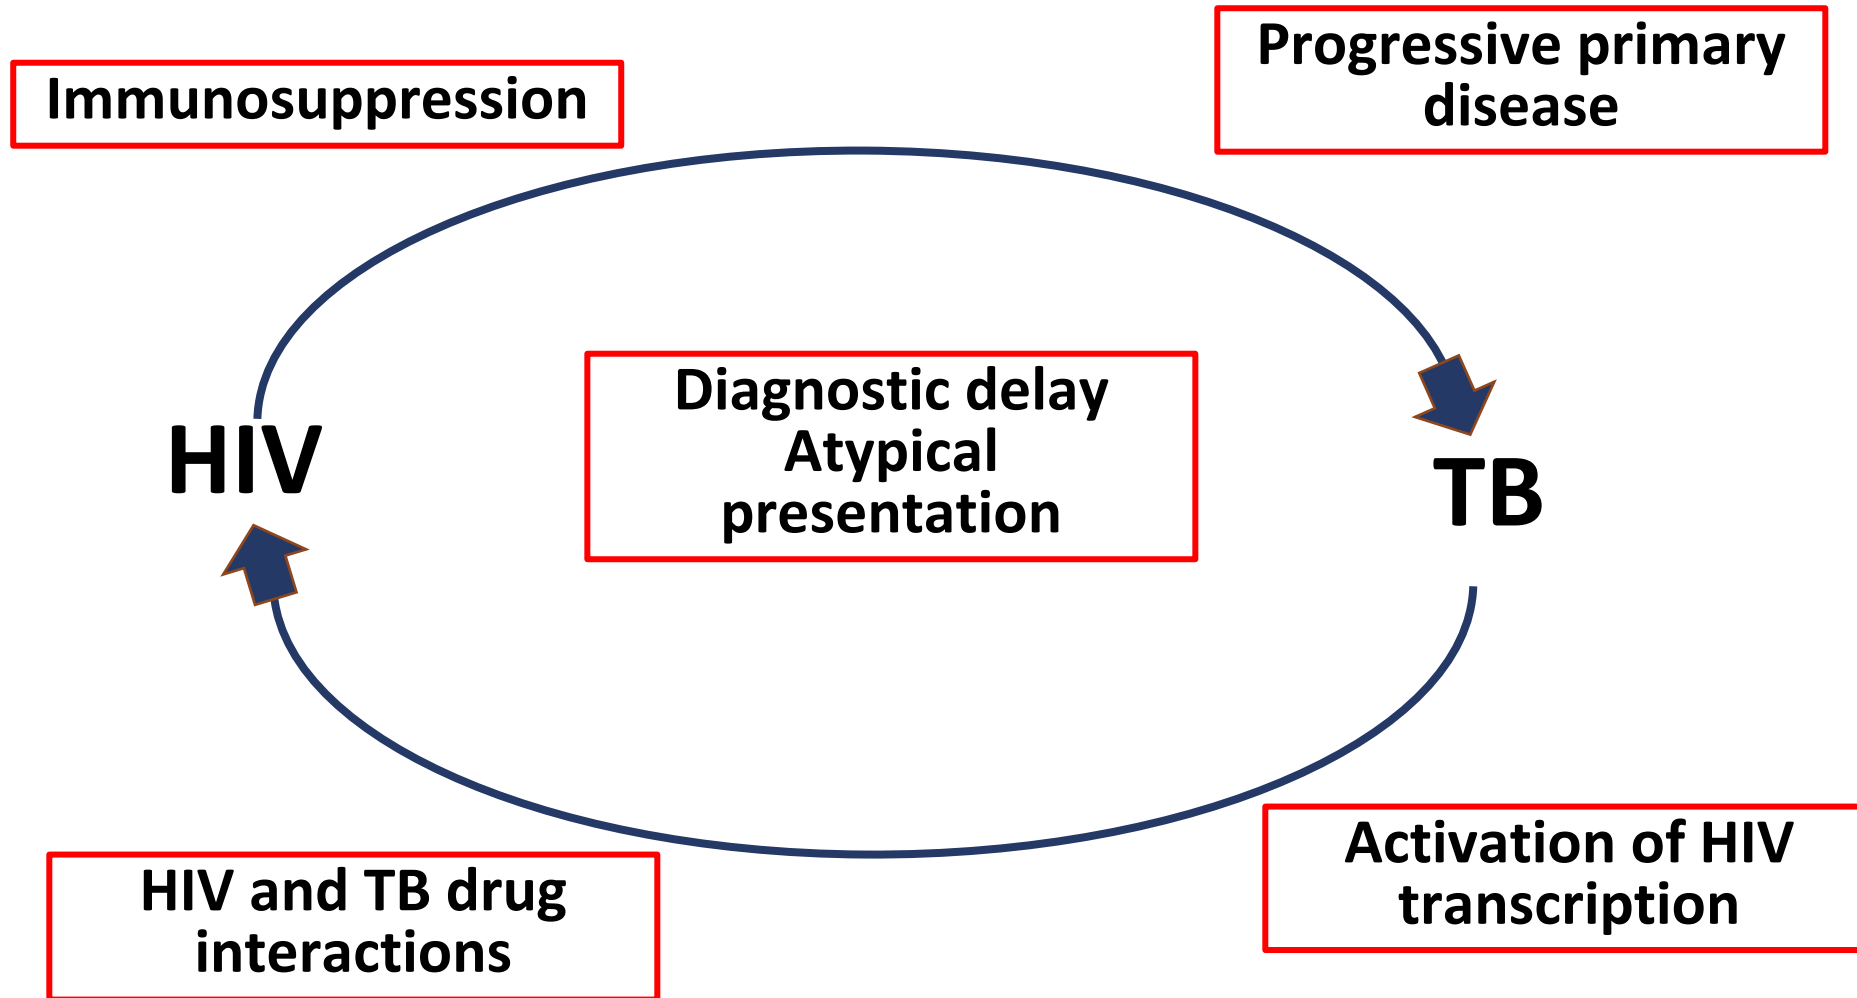 Immunosuppression
Progressive primary
disease
Diagnostic delay
Atypical
presentation
HIV
TB
HIV and TB drug
interactions
Activation of HIV
transcription